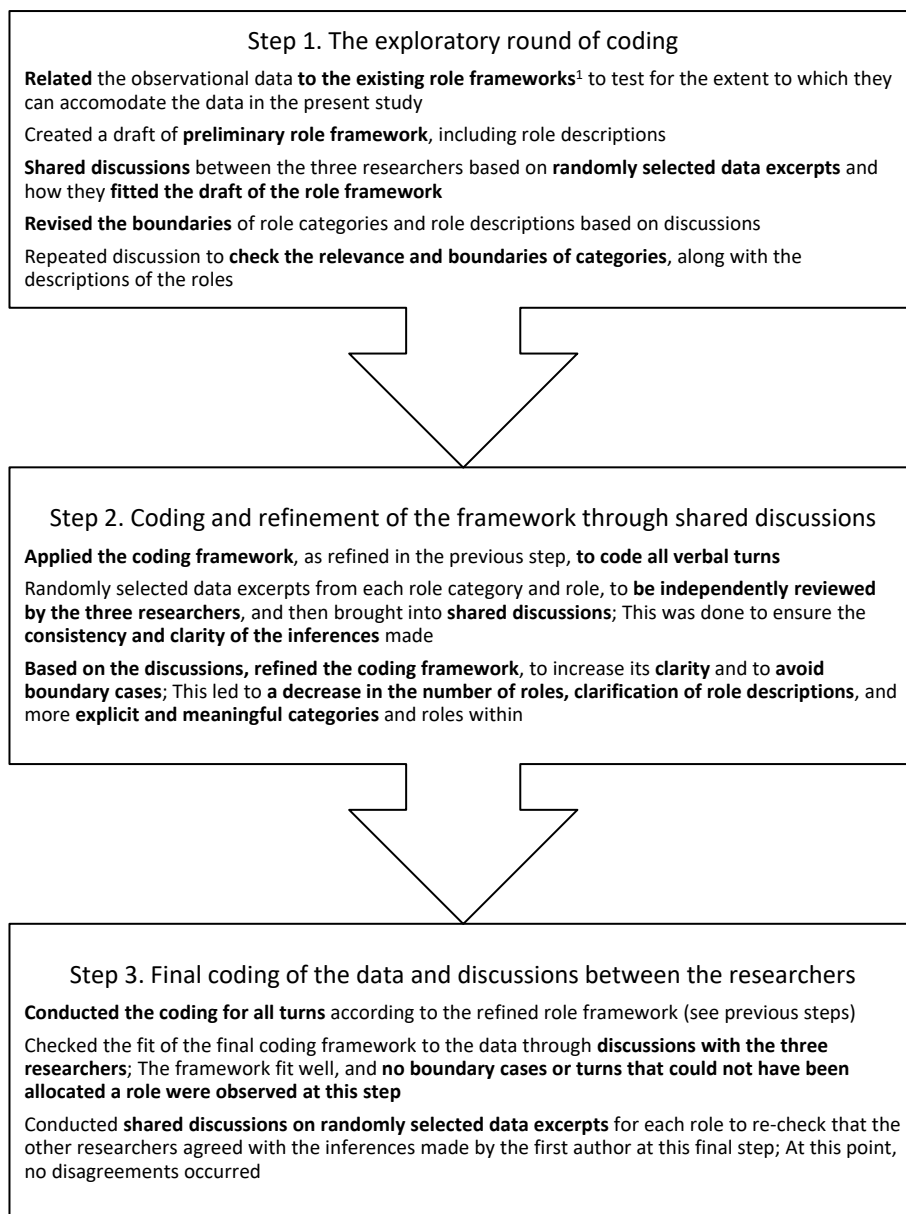 Step 1. The exploratory round of coding
Related the observational data to the existing role frameworks¹ to test for the extent to which they
can accomodate the data in the present study
Created a draft of preliminary role framework, including role descriptions
Shared discussions between the three researchers based on randomly selected data excerpts and
how they fitted the draft of the role framework
Revised the boundaries of role categories and role descriptions based on discussions
Repeated discussion to check the relevance and boundaries of categories, along with the
descriptions of the roles
Step 2. Coding and refinement of the framework through shared discussions
Applied the coding framework, as refined in the previous step, to code all verbal turns
Randomly selected data excerpts from each role category and role, to be independently reviewed
by the three researchers, and then brought into shared discussions; This was done to ensure the
consistency and clarity of the inferences made
Based on the discussions, refined the coding framework, to increase its clarity and to avoid
boundary cases; This led to a decrease in the number of roles, clarification of role descriptions, and
more explicit and meaningful categories and roles within
Step 3. Final coding of the data and discussions between the researchers
Conducted the coding for all turns according to the refined role framework (see previous steps)
Checked the fit of the final coding framework to the data through discussions with the three
researchers; The framework fit well, and no boundary cases or turns that could not have been
allocated a role were observed at this step
Conducted shared discussions on randomly selected data excerpts for each role to re-check that the
other researchers agreed with the inferences made by the first author at this final step; At this point,
no disagreements occurred